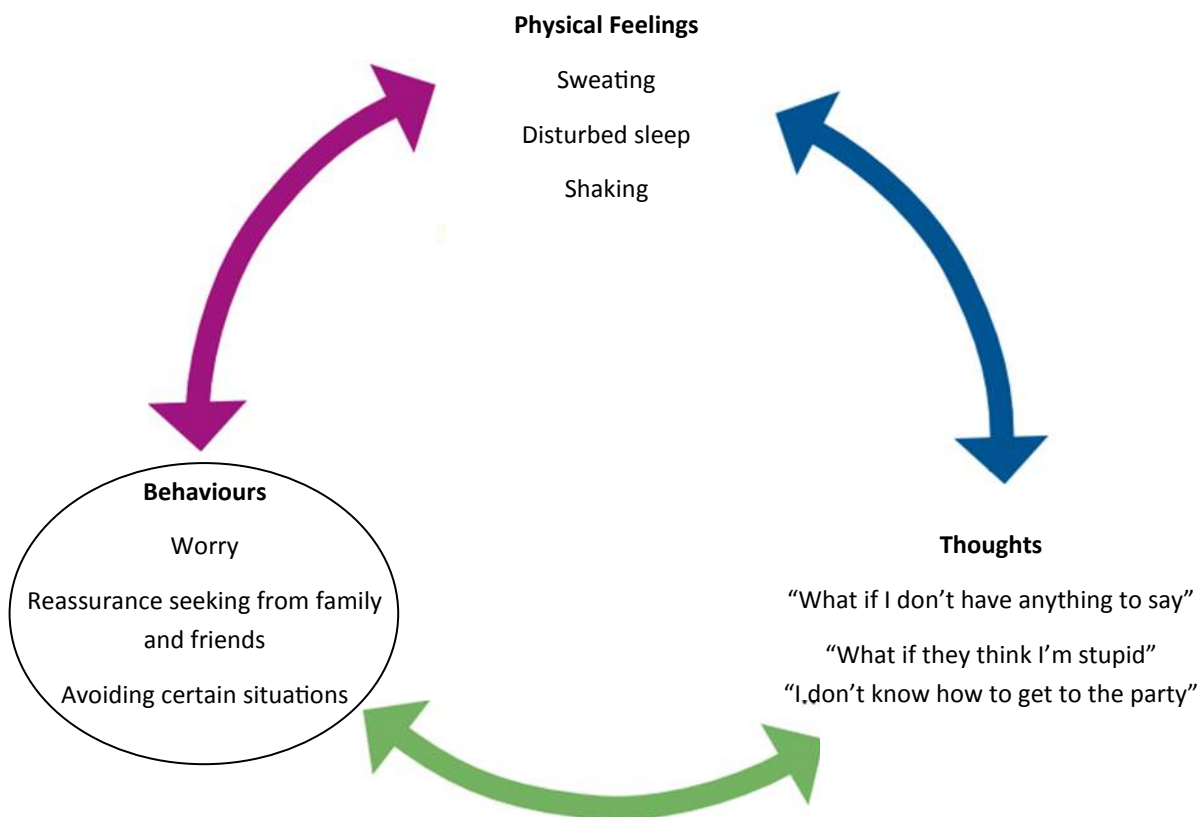 Physical Feelings
Sweating
Disturbed sleep
Shaking
Behaviours
Worry
Reassurance seeking from family
and friends
Avoiding certain situations
Thoughts
“What if I don’t have anything to say”
“What if they think I’m stupid”
“I don’t know how to get to the party”